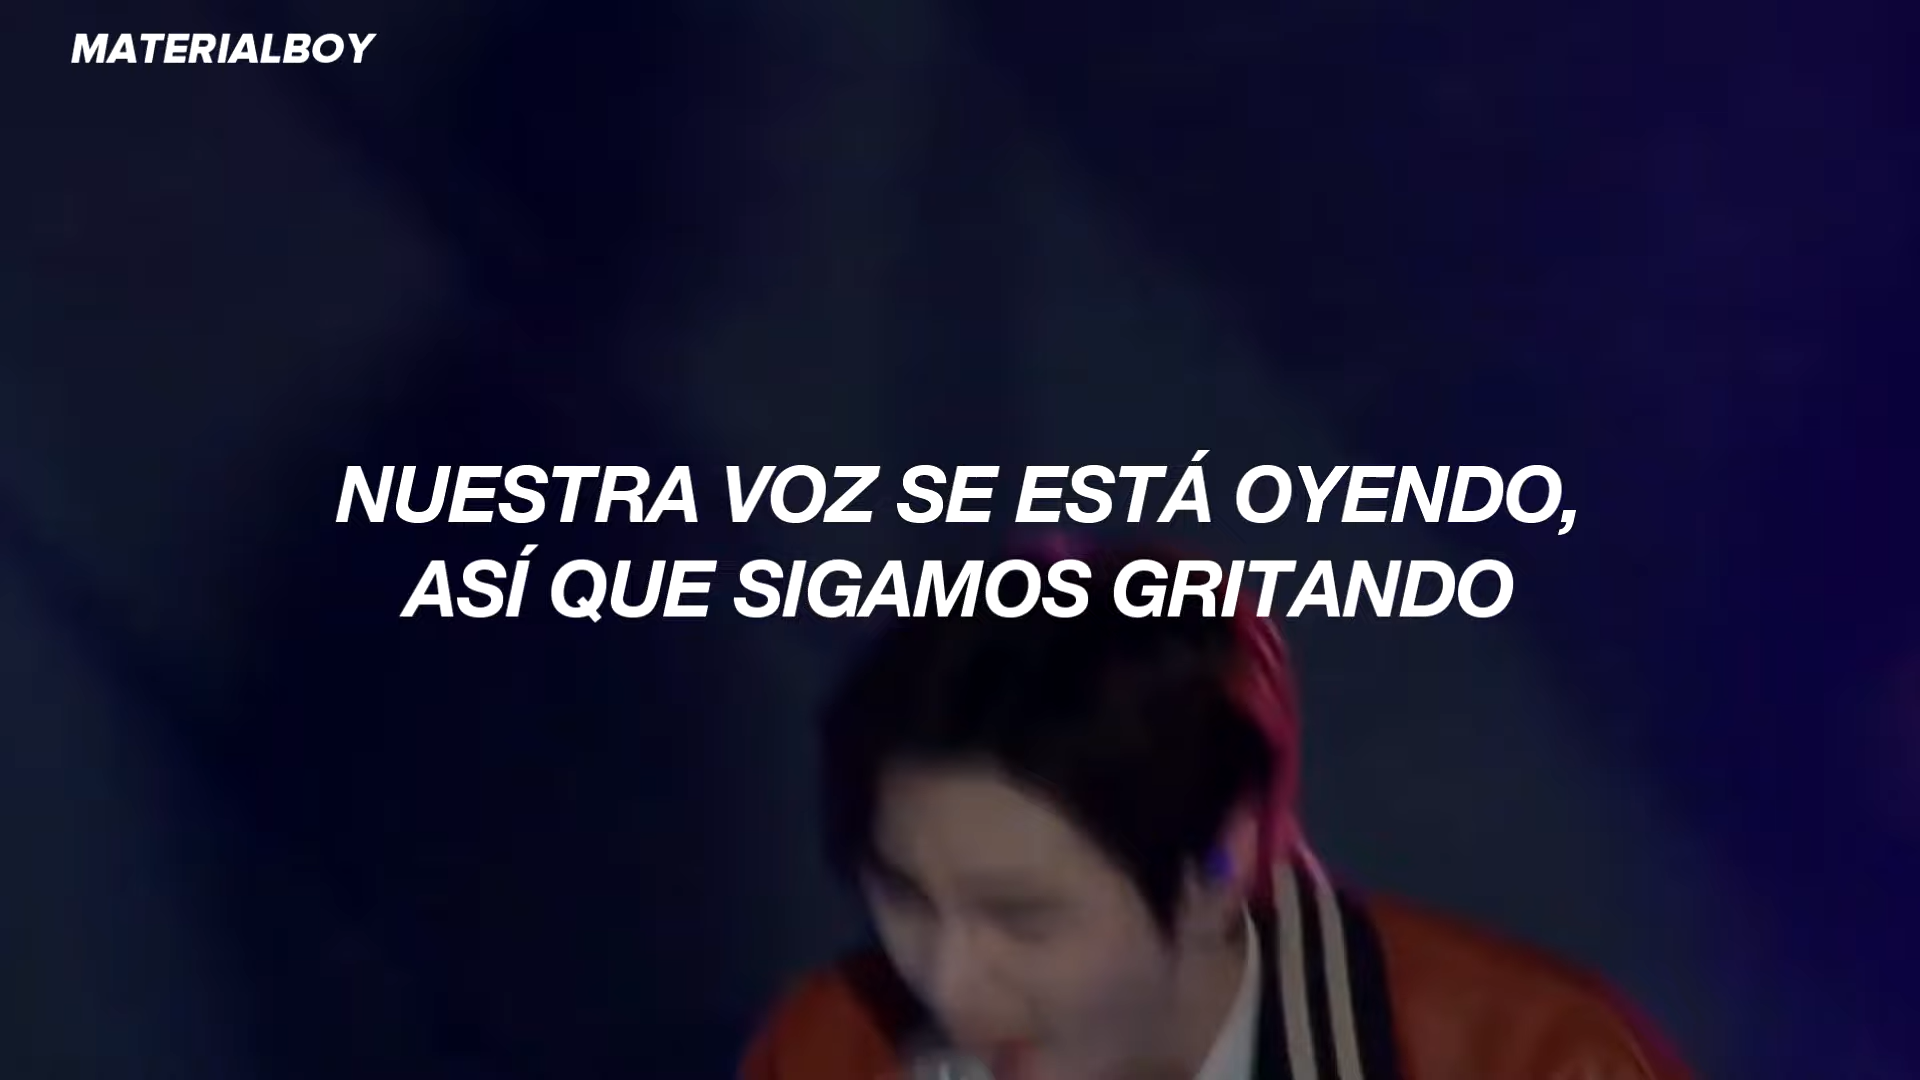 MATERIALBOY
NUESTRA VOZ SE ESTÁ OYENDO,
ASÍ QUE SIGAMOS GRITANDO